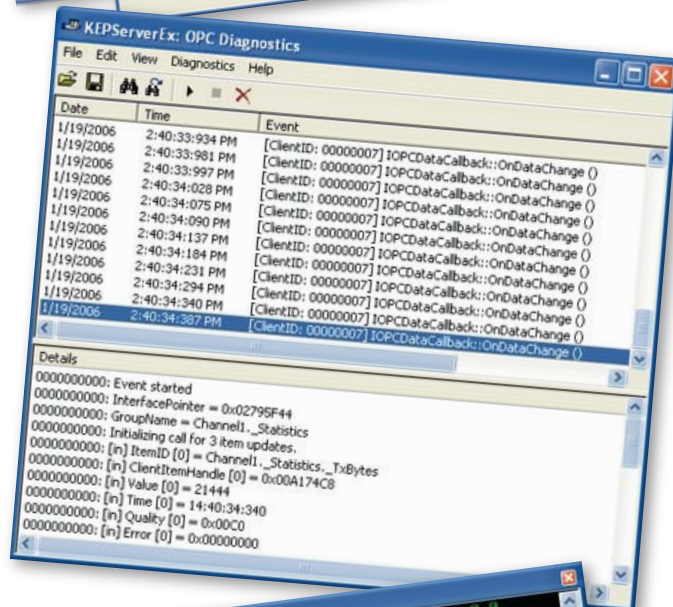 KEPServerEx: OPC Diagnostics
File Edit View Diagnostics Help
Date Time Event
1/19/2006 2:40:33:934 PM [ClientID: 00000007] IOPCDataCallback::OnDataChange ()
1/19/2006 2:40:33:981 PM [ClientID: 00000007] IOPCDataCallback::OnDataChange ()
1/19/2006 2:40:33:997 PM [ClientID: 00000007] IOPCDataCallback::OnDataChange ()
1/19/2006 2:40:34:028 PM [ClientID: 00000007] IOPCDataCallback::OnDataChange ()
1/19/2006 2:40:34:075 PM [ClientID: 00000007] IOPCDataCallback::OnDataChange ()
1/19/2006 2:40:34:090 PM [ClientID: 00000007] IOPCDataCallback::OnDataChange ()
1/19/2006 2:40:34:137 PM [ClientID: 00000007] IOPCDataCallback::OnDataChange ()
1/19/2006 2:40:34:184 PM [ClientID: 00000007] IOPCDataCallback::OnDataChange ()
1/19/2006 2:40:34:231 PM [ClientID: 00000007] IOPCDataCallback::OnDataChange ()
1/19/2006 2:40:34:294 PM [ClientID: 00000007] IOPCDataCallback::OnDataChange ()
1/19/2006 2:40:34:340 PM [ClientID: 00000007] IOPCDataCallback::OnDataChange ()
1/19/2006 2:40:34:387 PM [ClientID: 00000007] IOPCDataCallback::OnDataChange ()
Details
0000000000: Event started
0000000000: InterfacePointer = 0x02795F44
0000000000: GroupName = Channel1._Statistics
0000000000: Initializing call for 3 item updates.
0000000000: [in] ItemID [0] = Channel1._Statistics._TxBytes
0000000000: [in] ClientItemHandle [0] = 0x00A174C8
0000000000: [in] Value [0] = 21444
0000000000: [in] Time [0] = 14:40:34:340
0000000000: [in] Quality [0] = 0x00C0
0000000000: [in] Error [0] = 0x00000000